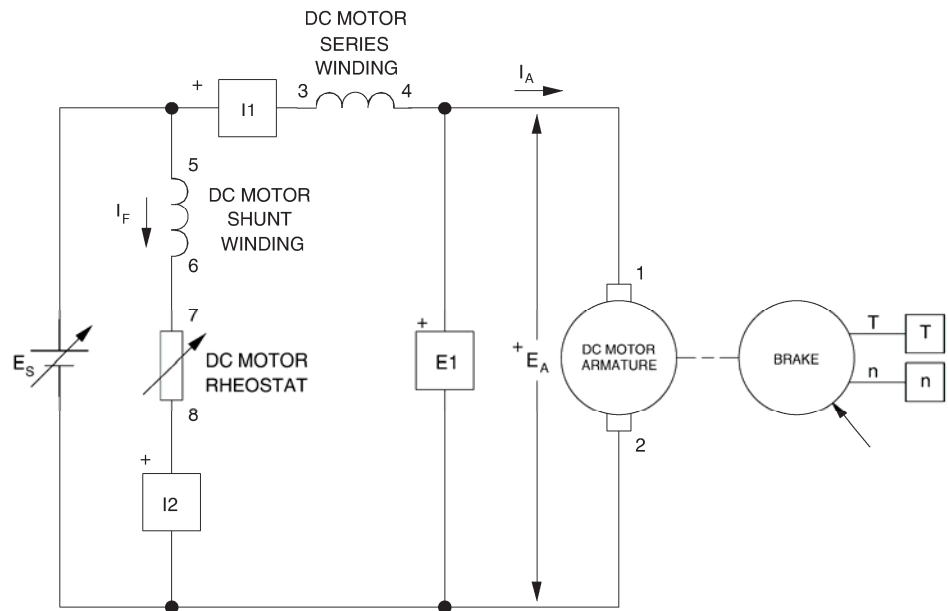 DC MOTOR
SERIES
WINDING
+
I1
3
4
I_A
5
I_F
DC MOTOR
SHUNT
WINDING
6
7
E_S
DC MOTOR
RHEOSTAT
8
+
I2
+
E1
+
E_A
1
DC MOTOR
ARMATURE
2
BRAKE
T
T
n
n